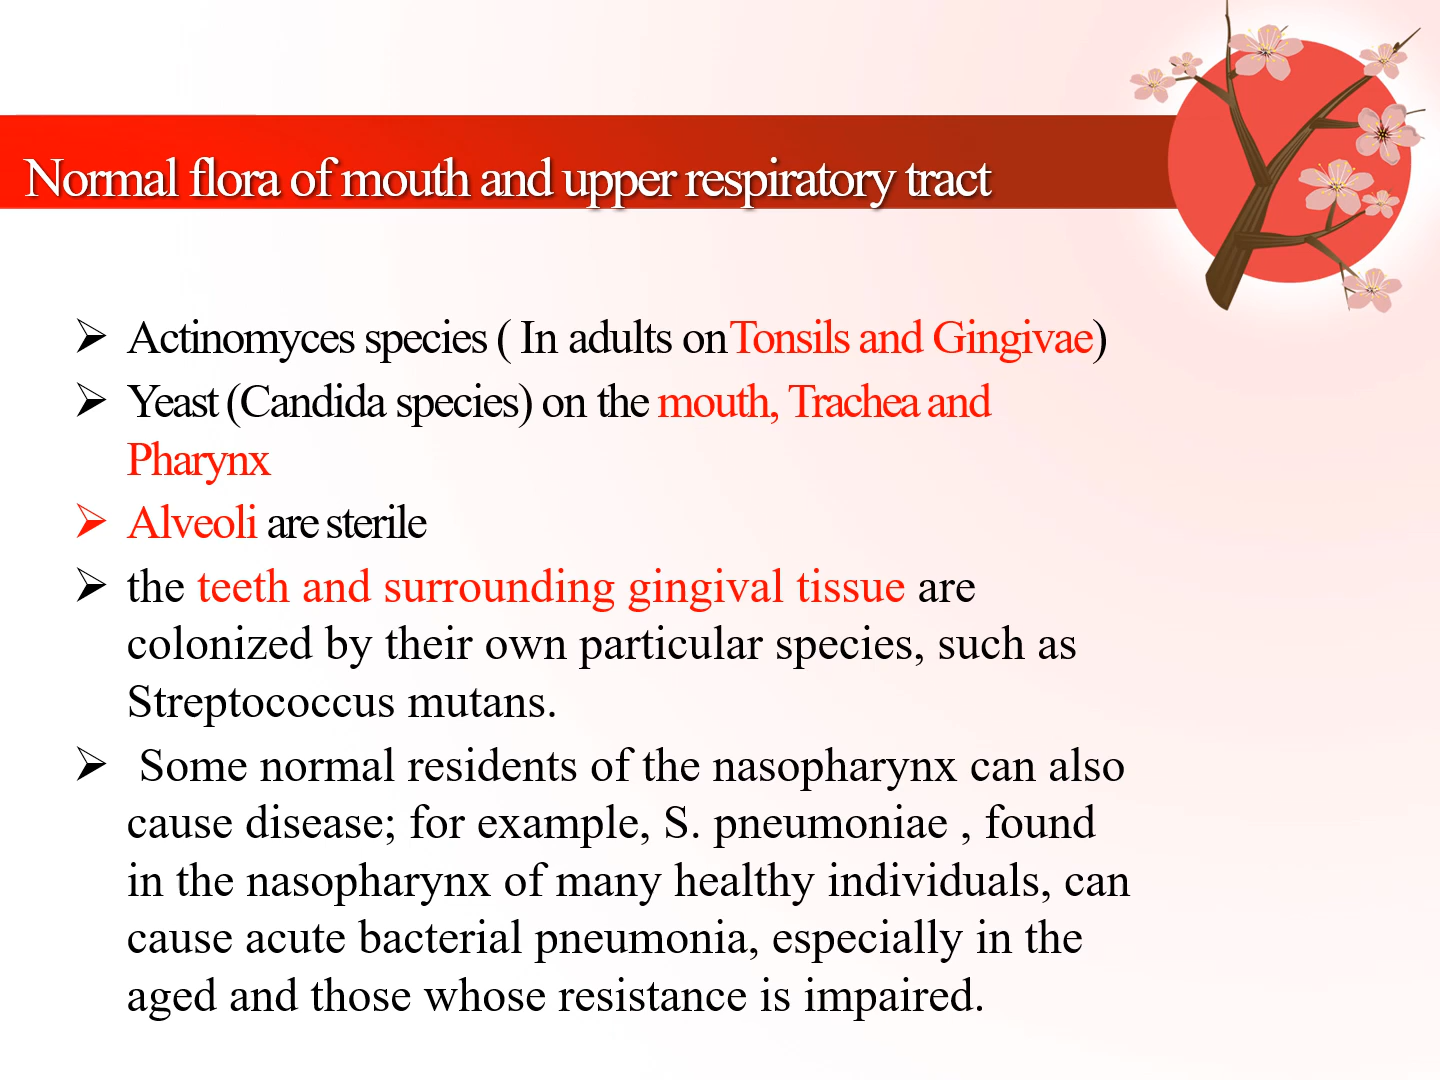 Normal flora of mouth and upper respiratory tract
➢ Actinomyces species ( In adults on Tonsils and Gingivae)
➢ Yeast (Candida species) on the mouth, Trachea and
Pharynx
➢ Alveoli are sterile
➢ the teeth and surrounding gingival tissue are
colonized by their own particular species, such as
Streptococcus mutans.
➢ Some normal residents of the nasopharynx can also
cause disease; for example, S. pneumoniae , found
in the nasopharynx of many healthy individuals, can
cause acute bacterial pneumonia, especially in the
aged and those whose resistance is impaired.